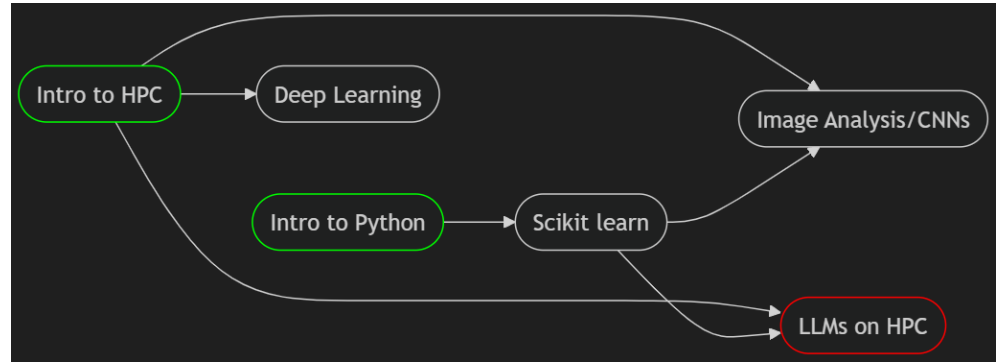 Intro to HPC
Deep Learning
Image Analysis/CNNs
Intro to Python
Scikit learn
LLMs on HPC